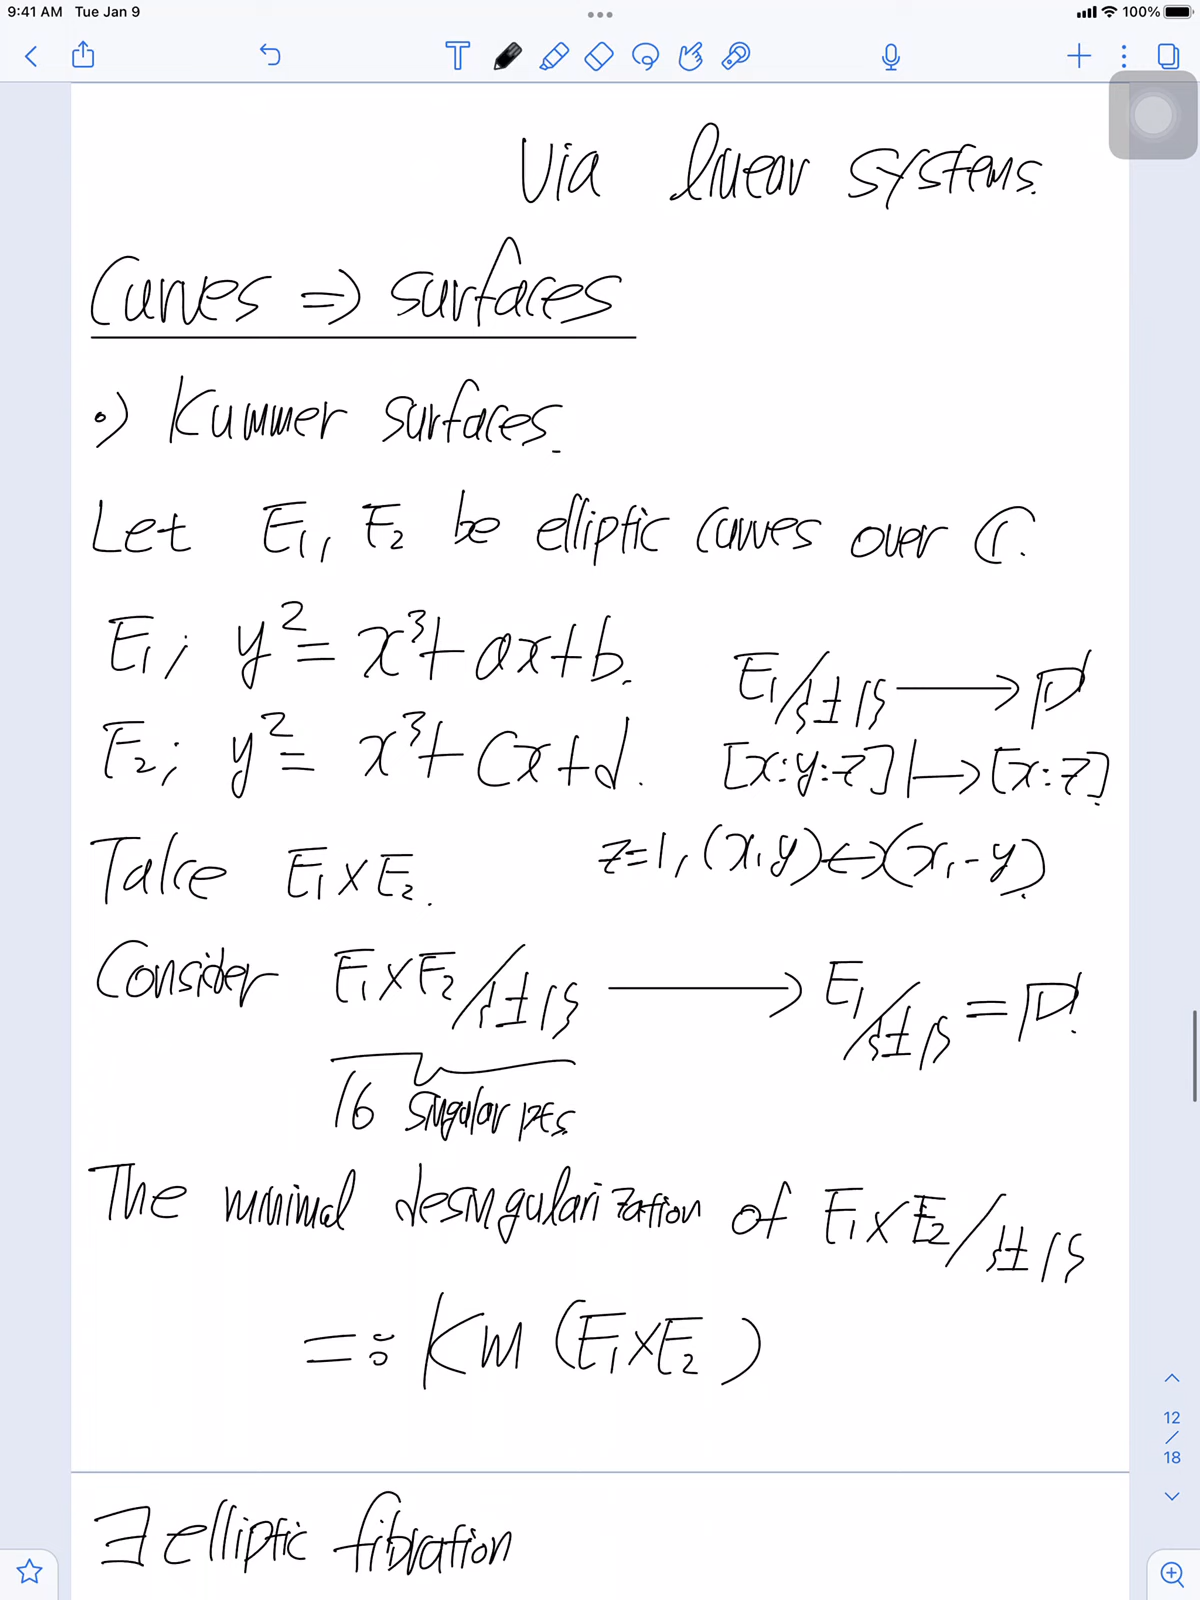 9:41 AM Tue Jan 9
100%
Via linear systems.
Curves ⇒ surfaces
•) Kummer surfaces.
Let E₁, E₂ be elliptic curves over ℂ.
E₁; y² = x³+ax+b.
E₁/{±1} → ℙ¹
E₂; y² = x³+cx+d.
[x:y:z] ↦ [x:z].
Take E₁×E₂.
z=1, (x,y) ↔ (x,-y).
Consider E₁×E₂/{±1} → E₁/{±1} = ℙ¹.
16 singular pts.
The minimal desingularization of E₁×E₂/{±1}
=: Km (E₁×E₂)
12
/
18
∃ elliptic fibration